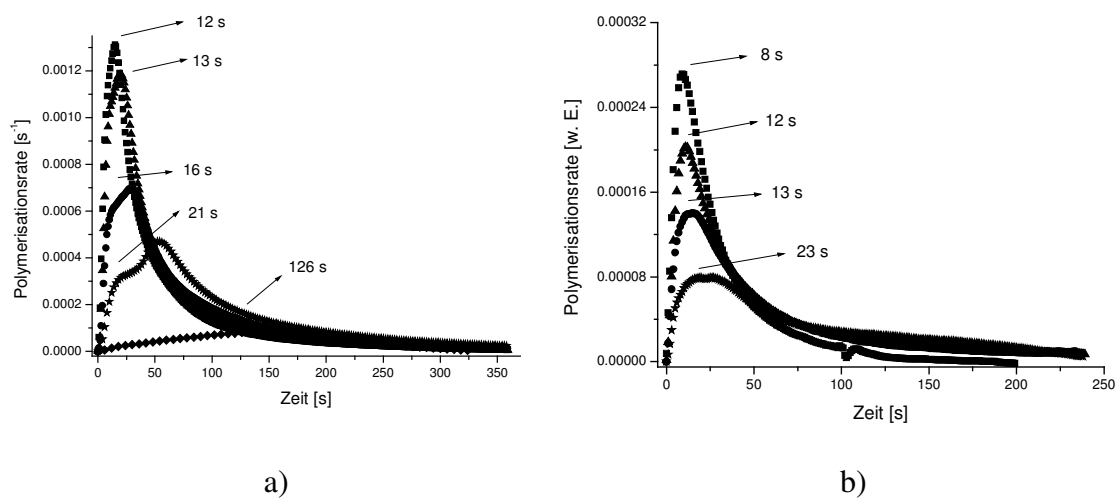 12 s
13 s
16 s
21 s
126 s
0.0012
0.0010
0.0008
0.0006
0.0004
0.0002
0.0000
Polymerisationsrate [s⁻¹]
0 50 100 150 200 250 300 350
Zeit [s]
a)
8 s
12 s
13 s
23 s
0.00032
0.00024
0.00016
0.00008
0.00000
Polymerisationsrate [w. E.]
0 50 100 150 200 250
Zeit [s]
b)